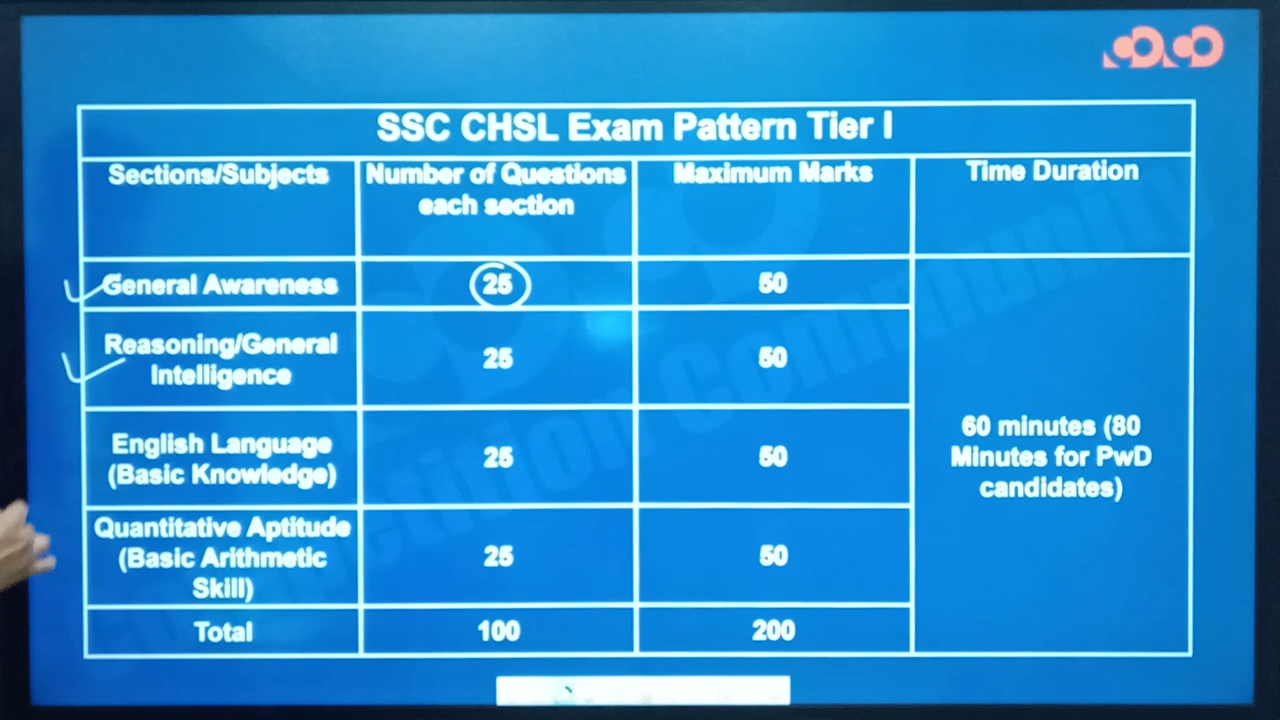 SSC CHSL Exam Pattern Tier I
Sections/Subjects
Number of Questions
each section
Maximum Marks
Time Duration
General Awareness
25
50
Reasoning/General
Intelligence
25
50
English Language
(Basic Knowledge)
25
50
60 minutes (80
Minutes for PwD
candidates)
Quantitative Aptitude
(Basic Arithmetic
Skill)
25
50
Total
100
200
Competition Community